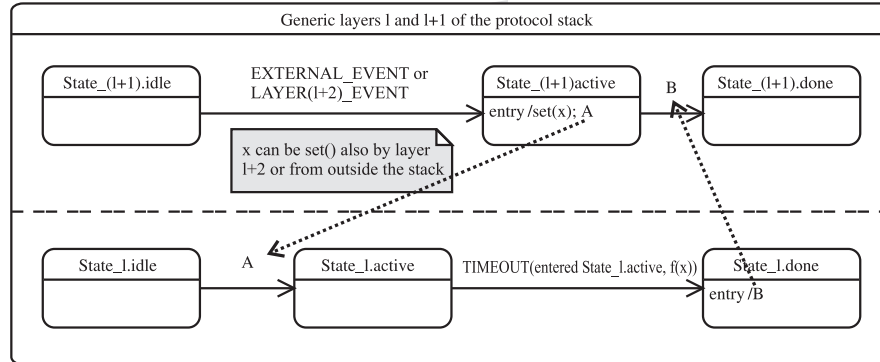 Generic layers l and l+1 of the protocol stack
State_(l+1).idle
EXTERNAL_EVENT or
LAYER(l+2)_EVENT
State_(l+1)active
entry/set(x); A
B
State_(l+1).done
x can be set() also by layer
l+2 or from outside the stack
State_l.idle
A
State_l.active
TIMEOUT(entered State_l.active, f(x))
State_l.done
entry/B